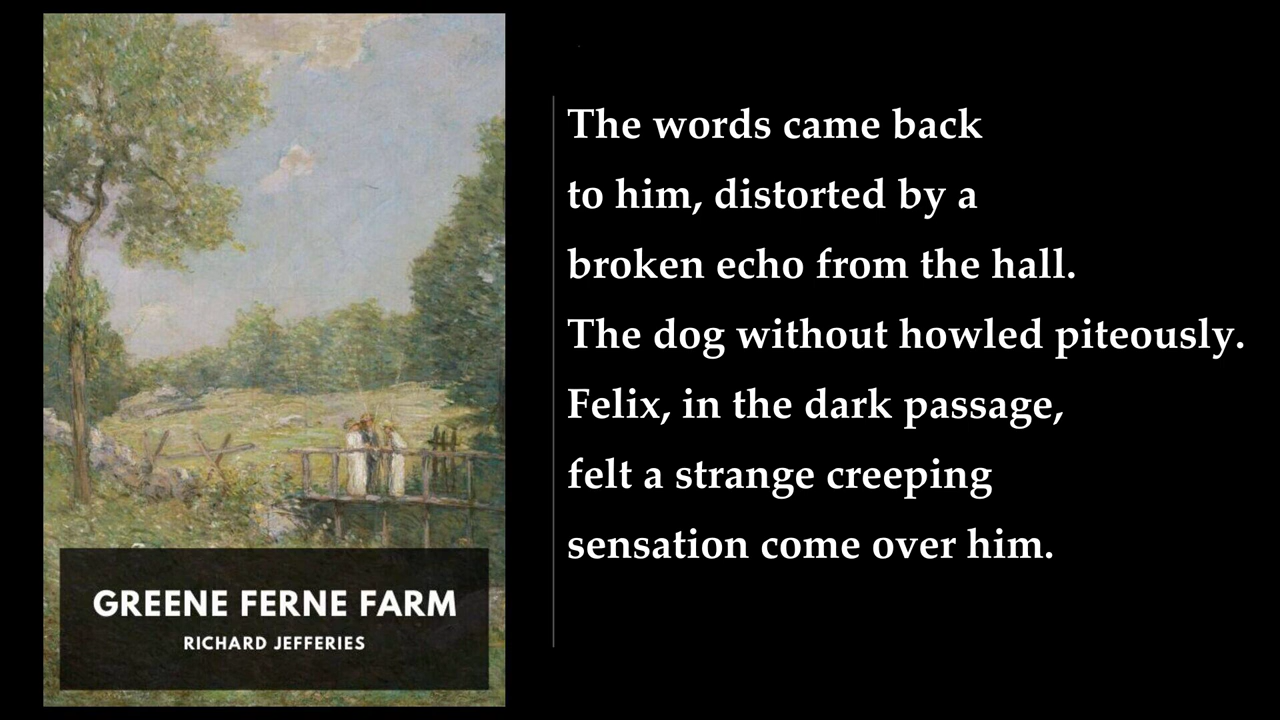 GREENE FERNE FARM
RICHARD JEFFERIES
The words came back
to him, distorted by a
broken echo from the hall.
The dog without howled piteously.
Felix, in the dark passage,
felt a strange creeping
sensation come over him.